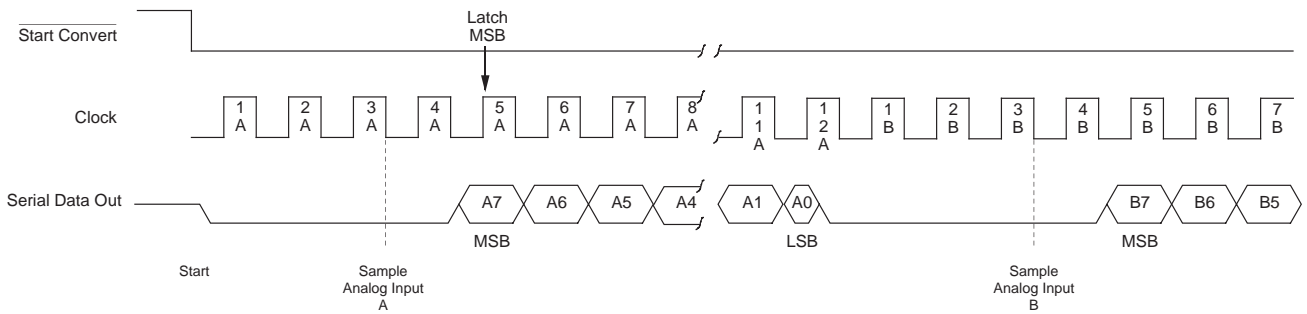 Start Convert
Latch
MSB
Clock
1 A
2 A
3 A
4 A
5 A
6 A
7 A
8 A
1 1 A
1 2 A
1 B
2 B
3 B
4 B
5 B
6 B
7 B
Serial Data Out
A7
A6
A5
A4
A1
A0
B7
B6
B5
MSB
LSB
MSB
Start
Sample
Analog Input
A
Sample
Analog Input
B